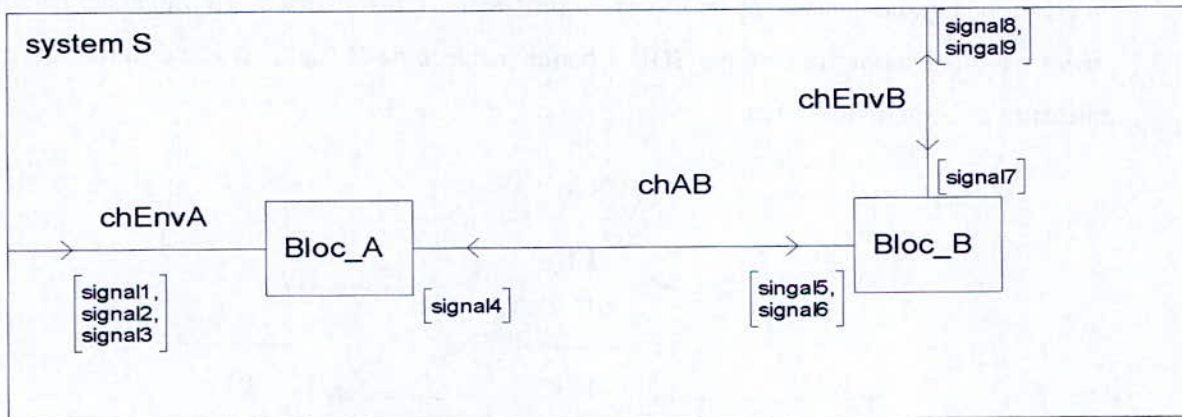 system S
[signal8,
singal9]
chEnvB
[signal7]
chAB
chEnvA
Bloc_A
Bloc_B
[signal1,
signal2,
signal3]
[signal4]
[singal5,
signal6]